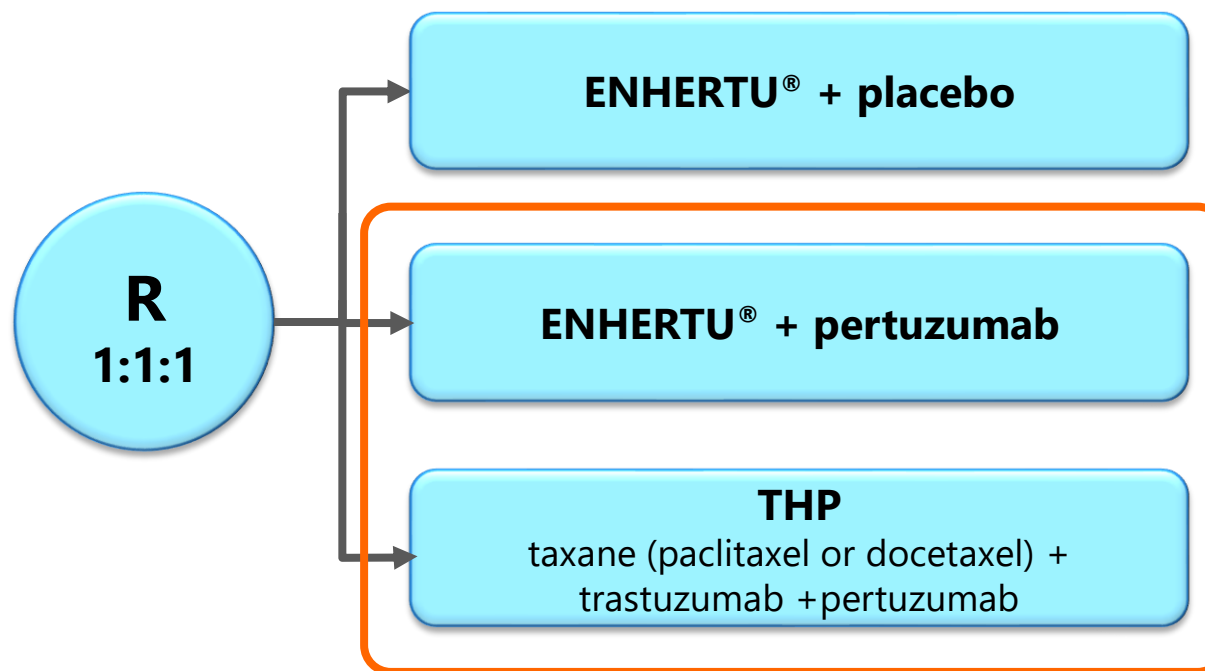 ENHERTU® + placebo
R
1:1:1
ENHERTU® + pertuzumab
THP
taxane (paclitaxel or docetaxel) +
trastuzumab +pertuzumab